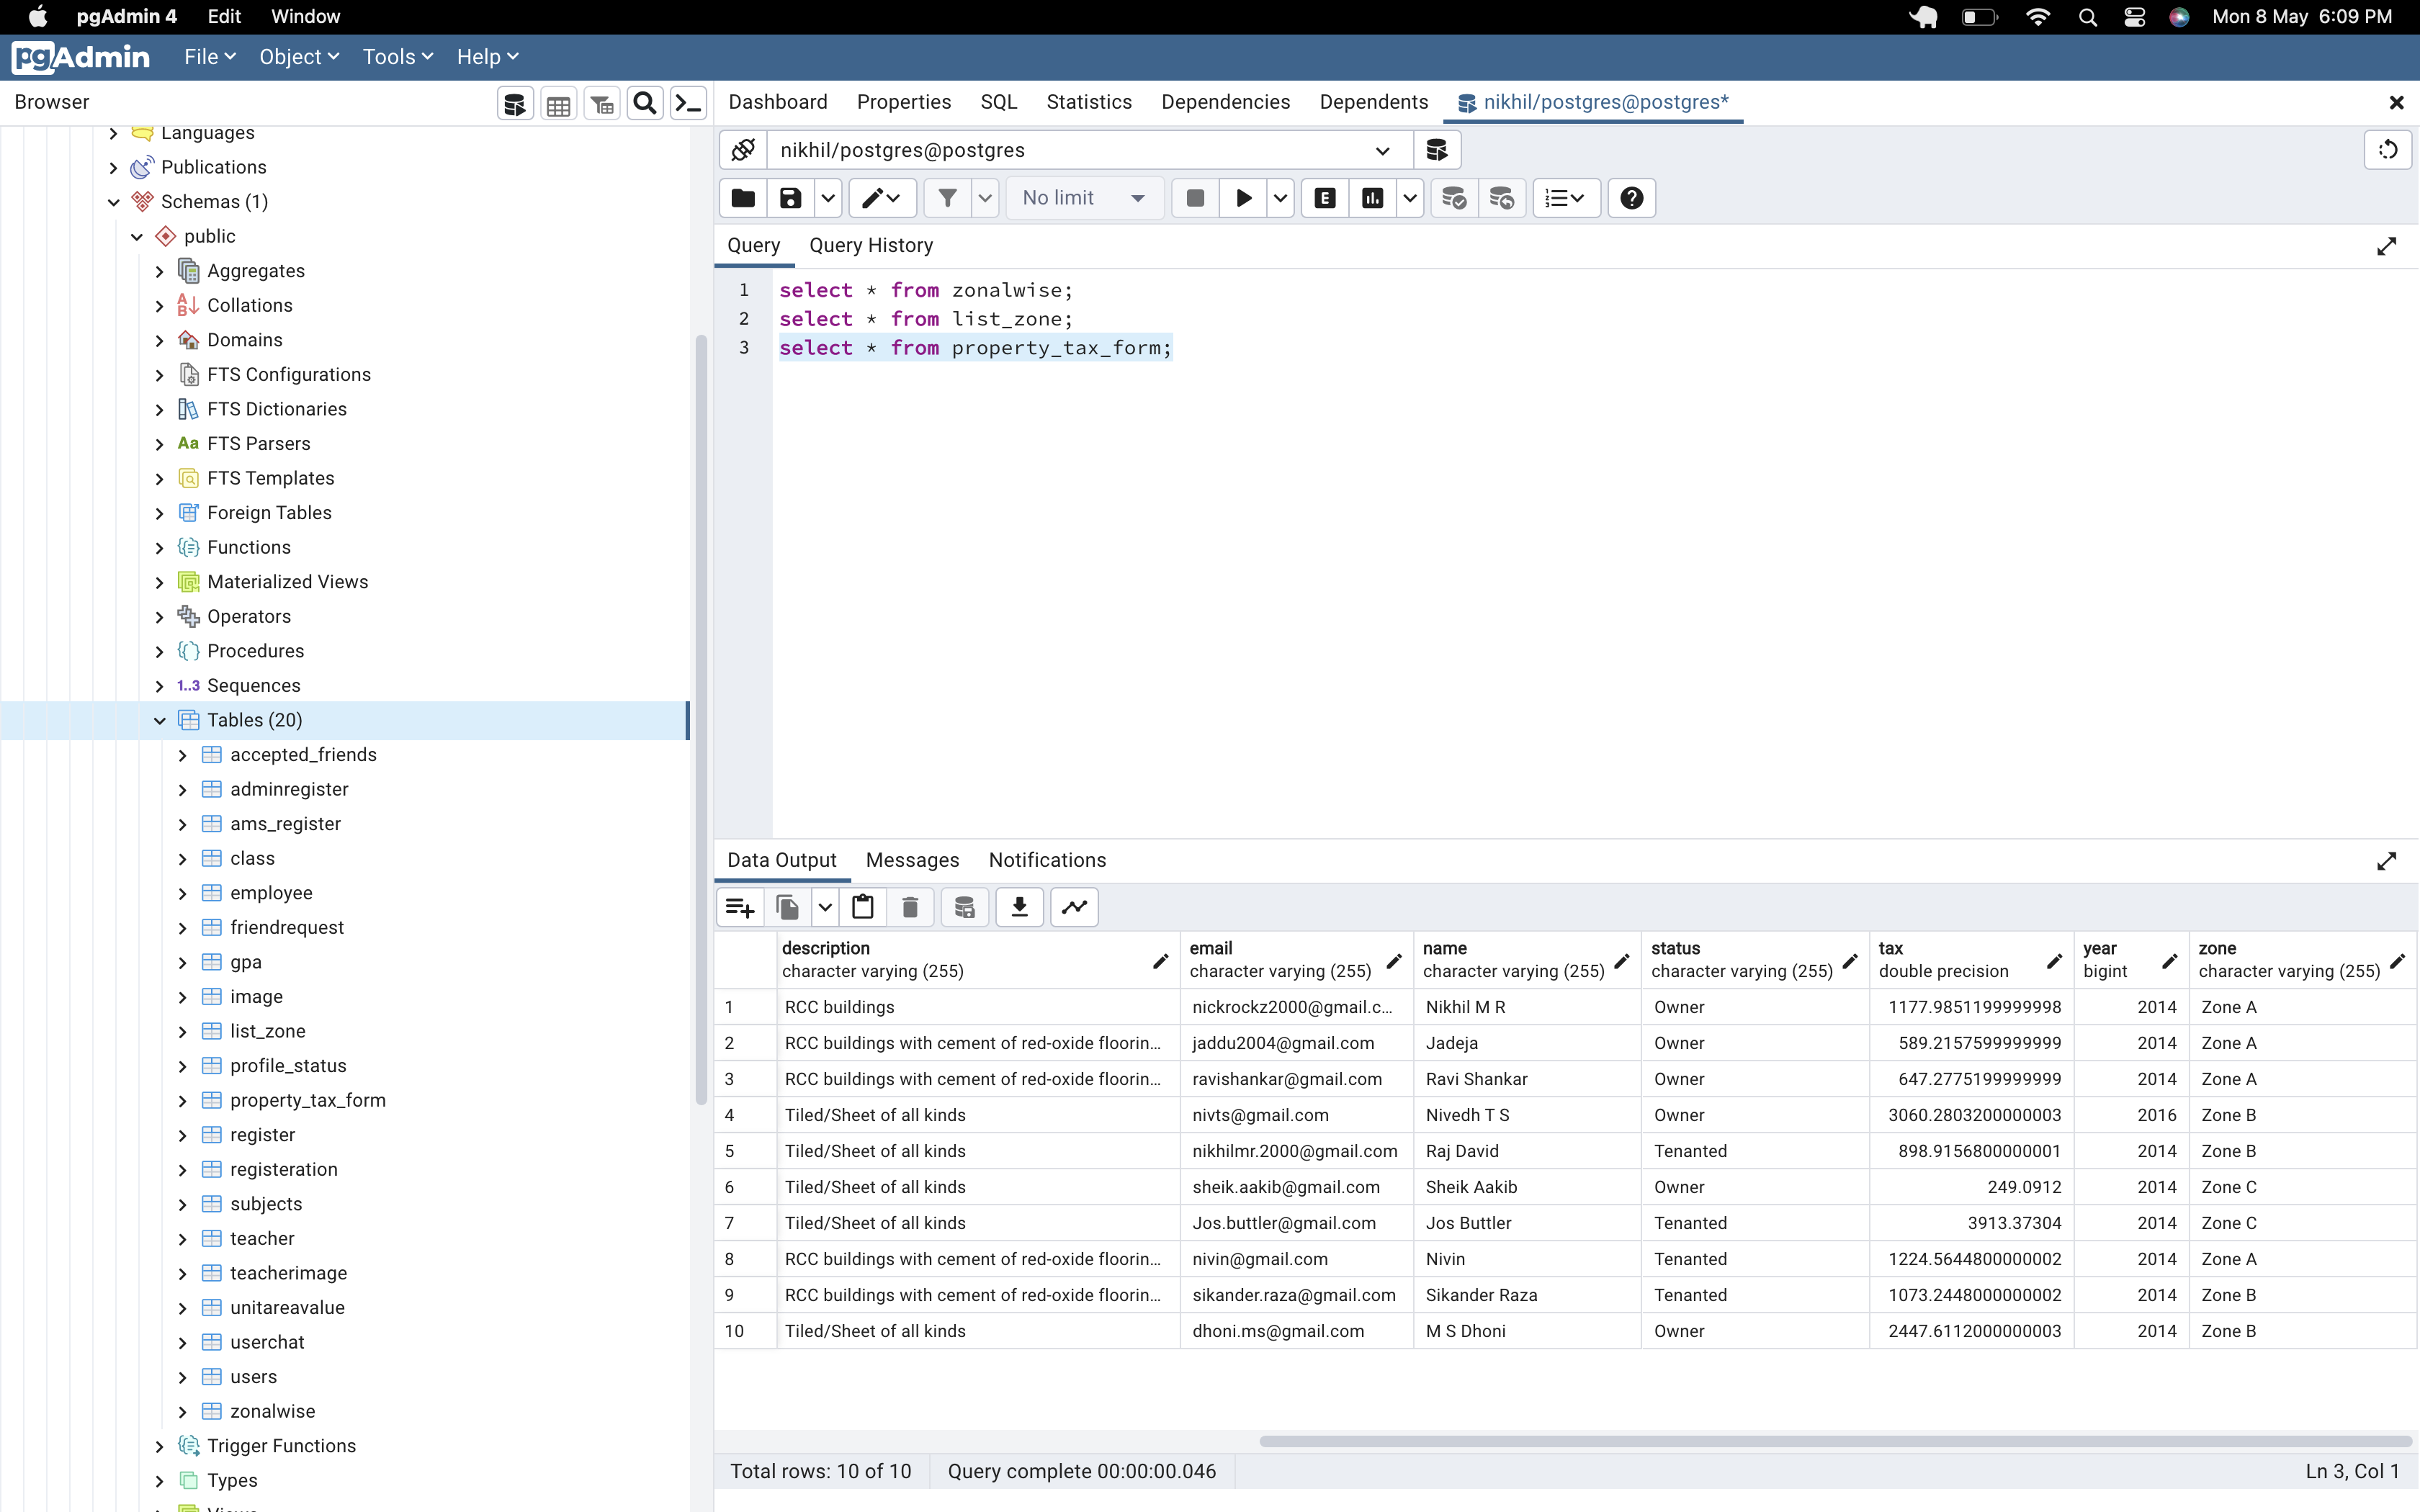 pgAdmin 4 Edit Window Mon 8 May 6:09 PM
pgAdmin File Object Tools Help
Browser
Dashboard Properties SQL Statistics Dependencies Dependents nikhil/postgres@postgres*
Languages
Publications
Schemas (1)
public
Aggregates
Collations
Domains
FTS Configurations
FTS Dictionaries
Aa FTS Parsers
FTS Templates
Foreign Tables
Functions
Materialized Views
Operators
Procedures
1..3 Sequences
Tables (20)
accepted_friends
adminregister
ams_register
class
employee
friendrequest
gpa
image
list_zone
profile_status
property_tax_form
register
registeration
subjects
teacher
teacherimage
unitareavalue
userchat
users
zonalwise
Trigger Functions
Types
nikhil/postgres@postgres
No limit E
Query Query History
1 select * from zonalwise;
2 select * from list_zone;
3 select * from property_tax_form;
Data Output Messages Notifications
description email name status tax year zone
character varying (255) character varying (255) character varying (255) character varying (255) double precision bigint character varying (255)
1 RCC buildings nickrockz2000@gmail.c... Nikhil M R Owner 1177.9851199999998 2014 Zone A
2 RCC buildings with cement of red-oxide floorin... jaddu2004@gmail.com Jadeja Owner 589.2157599999999 2014 Zone A
3 RCC buildings with cement of red-oxide floorin... ravishankar@gmail.com Ravi Shankar Owner 647.2775199999999 2014 Zone A
4 Tiled/Sheet of all kinds nivts@gmail.com Nivedh T S Owner 3060.2803200000003 2016 Zone B
5 Tiled/Sheet of all kinds nikhilmr.2000@gmail.com Raj David Tenanted 898.9156800000001 2014 Zone B
6 Tiled/Sheet of all kinds sheik.aakib@gmail.com Sheik Aakib Owner 249.0912 2014 Zone C
7 Tiled/Sheet of all kinds Jos.buttler@gmail.com Jos Buttler Tenanted 3913.37304 2014 Zone C
8 RCC buildings with cement of red-oxide floorin... nivin@gmail.com Nivin Tenanted 1224.5644800000002 2014 Zone A
9 RCC buildings with cement of red-oxide floorin... sikander.raza@gmail.com Sikander Raza Tenanted 1073.2448000000002 2014 Zone B
10 Tiled/Sheet of all kinds dhoni.ms@gmail.com M S Dhoni Owner 2447.6112000000003 2014 Zone B
Total rows: 10 of 10 Query complete 00:00:00.046 Ln 3, Col 1